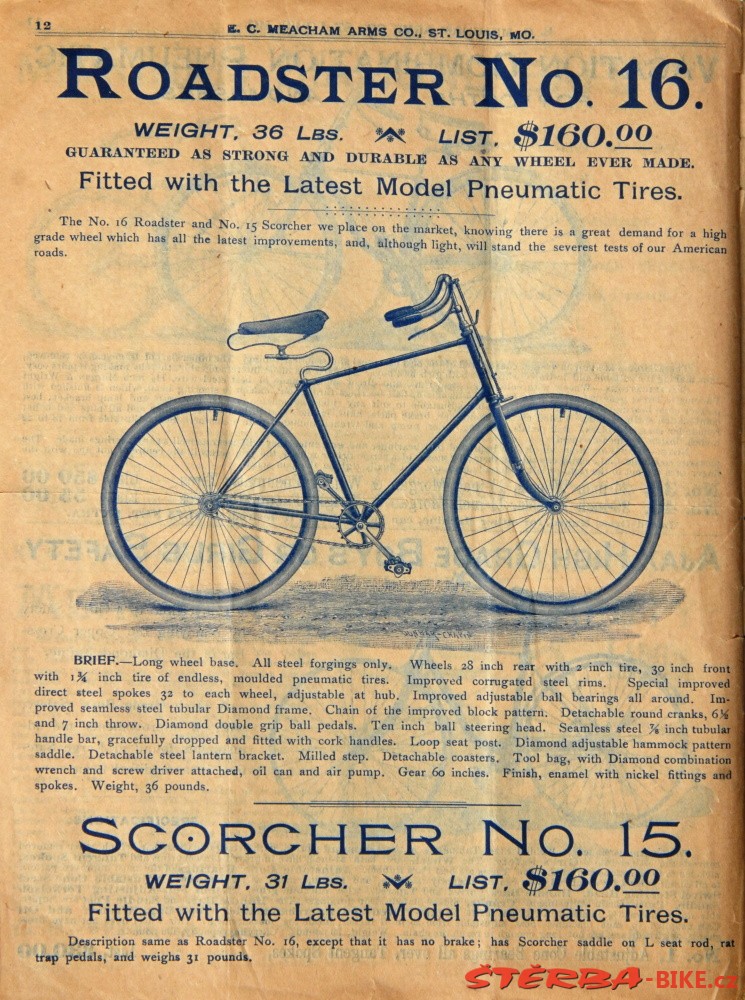 12
E. C. MEACHAM ARMS CO., ST. LOUIS, MO.
ROADSTER NO. 16.
WEIGHT, 36 LBS. LIST, $160.00
GUARANTEED AS STRONG AND DURABLE AS ANY WHEEL EVER MADE.
Fitted with the Latest Model Pneumatic Tires.
The No. 16 Roadster and No. 15 Scorcher we place on the market, knowing there is a great demand for a high
grade wheel which has all the latest improvements, and, although light, will stand the severest tests of our American
roads.
BRIEF.—Long wheel base. All steel forgings only. Wheels 28 inch rear with 2 inch tire, 30 inch front
with 1¾ inch tire of endless, moulded pneumatic tires. Improved corrugated steel rims. Special improved
direct steel spokes 32 to each wheel, adjustable at hub. Improved adjustable ball bearings all around. Im-
proved seamless steel tubular Diamond frame. Chain of the improved block pattern. Detachable round cranks, 6½
and 7 inch throw. Diamond double grip ball pedals. Ten inch ball steering head. Seamless steel ⅞ inch tubular
handle bar, gracefully dropped and fitted with cork handles. Loop seat post. Diamond adjustable hammock pattern
saddle. Detachable steel lantern bracket. Milled step. Detachable coasters. Tool bag, with Diamond combination
wrench and screw driver attached, oil can and air pump. Gear 60 inches. Finish, enamel with nickel fittings and
spokes. Weight, 36 pounds.
SCORCHER NO. 15.
WEIGHT, 31 LBS. LIST, $160.00
Fitted with the Latest Model Pneumatic Tires.
Description same as Roadster No. 16, except that it has no brake; has Scorcher saddle on L seat rod, rat
trap pedals, and weighs 31 pounds.
ŠTĚRBA-BIKE.cz